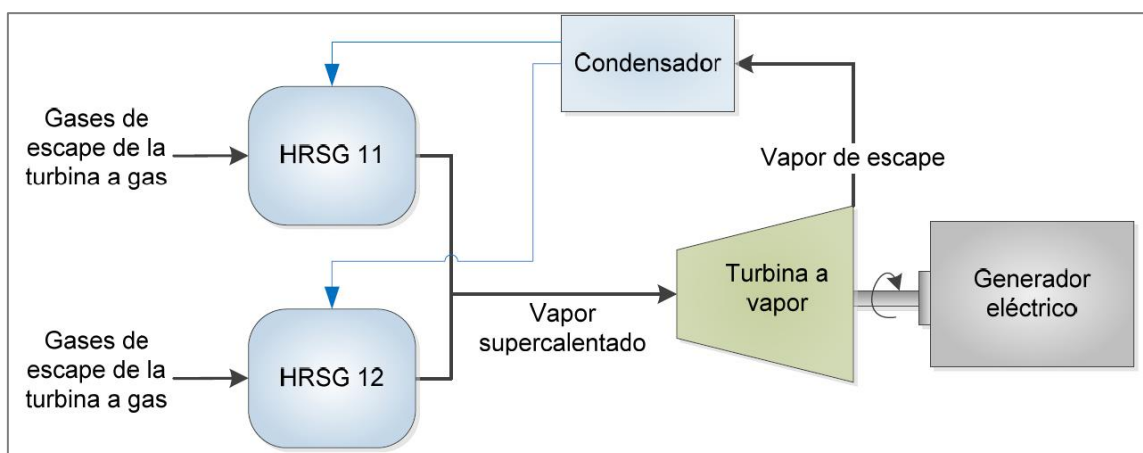 Condensador
Gases de
escape de la
turbina a gas
HRSG 11
Vapor de escape
Turbina a
vapor
Generador
eléctrico
Vapor
supercalentado
Gases de
escape de la
turbina a gas
HRSG 12